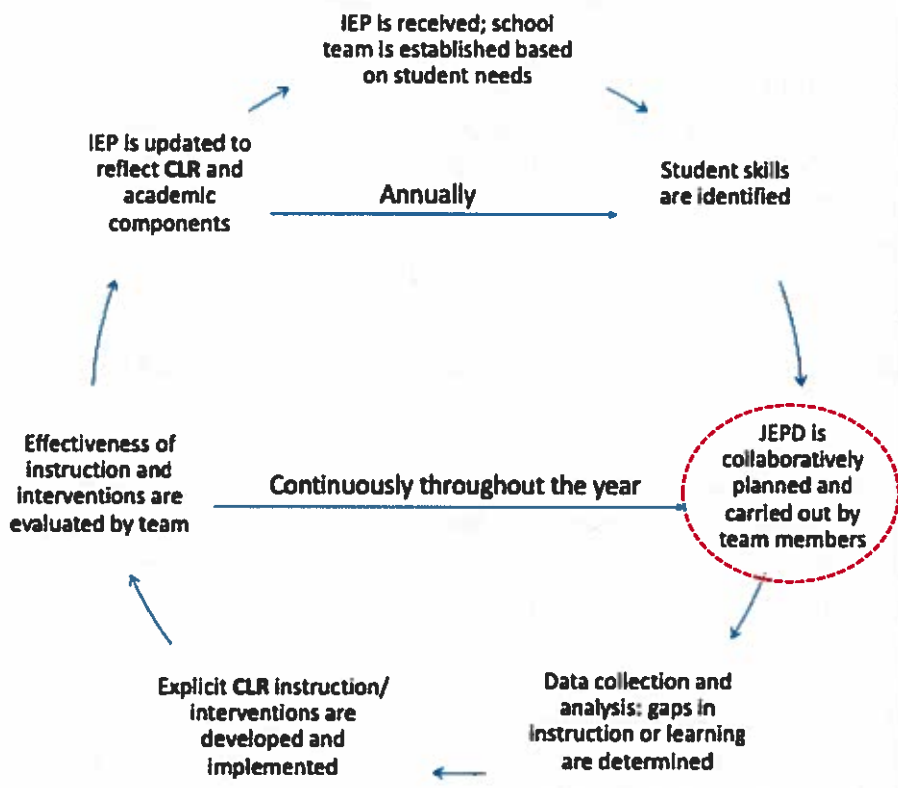 IEP is received; school
team is established based
on student needs
Student skills
are identified
JEPD is
collaboratively
planned and
carried out by
team members
Data collection and
analysis: gaps in
instruction or learning
are determined
Explicit CLR instruction/
interventions are
developed and
implemented
Effectiveness of
instruction and
interventions are
evaluated by team
IEP is updated to
reflect CLR and
academic
components
Annually
Continuously throughout the year